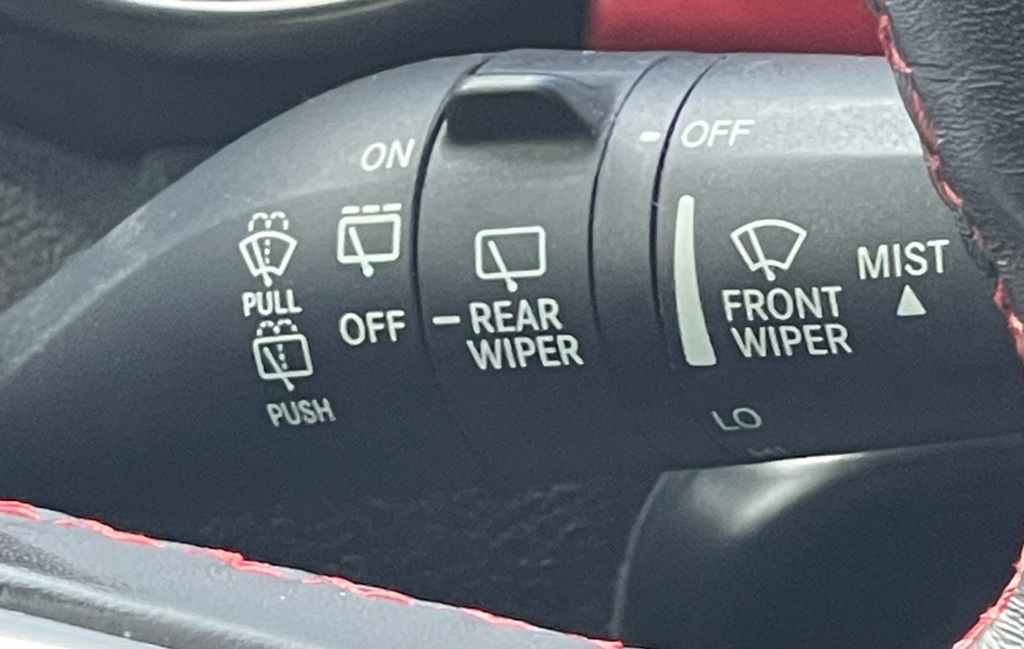 ON
OFF
PULL
PUSH
OFF
REAR
WIPER
FRONT
WIPER
MIST
LO